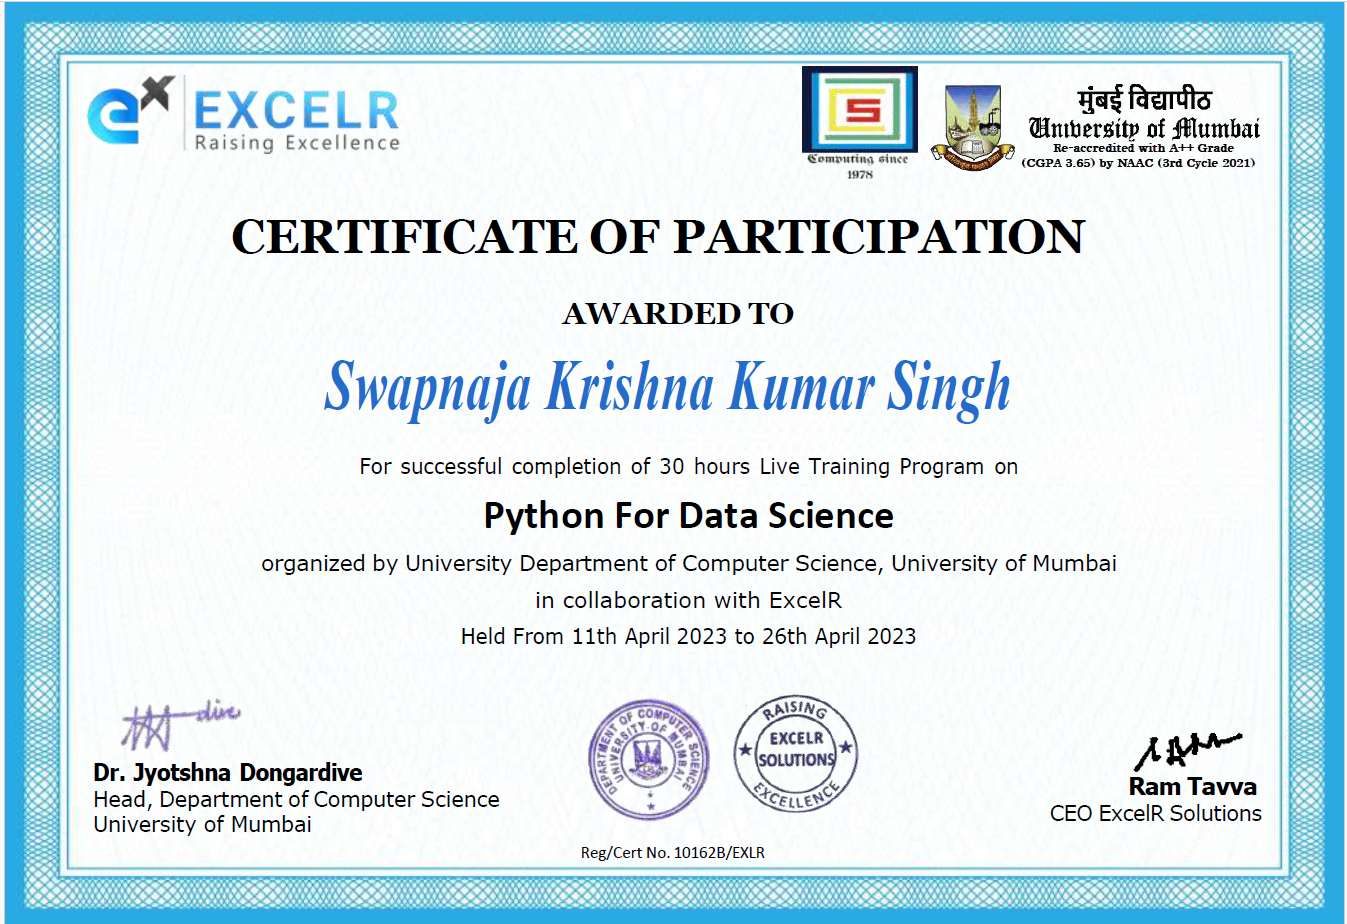 EXCELR
Raising Excellence
Computing since
1978
मुंबई विद्यापीठ
University of Mumbai
Re-accredited with A++ Grade
(CGPA 3.65) by NAAC (3rd Cycle 2021)
CERTIFICATE OF PARTICIPATION
AWARDED TO
Swapnaja Krishna Kumar Singh
For successful completion of 30 hours Live Training Program on
Python For Data Science
organized by University Department of Computer Science, University of Mumbai
in collaboration with ExcelR
Held From 11th April 2023 to 26th April 2023
Dr. Jyotshna Dongardive
Head, Department of Computer Science
University of Mumbai
DEPARTMENT OF COMPUTER SCIENCE
UNIVERSITY OF MUMBAI
RAISING
EXCELR
SOLUTIONS
EXCELLENCE
Ram Tavva
CEO ExcelR Solutions
Reg/Cert No. 10162B/EXLR